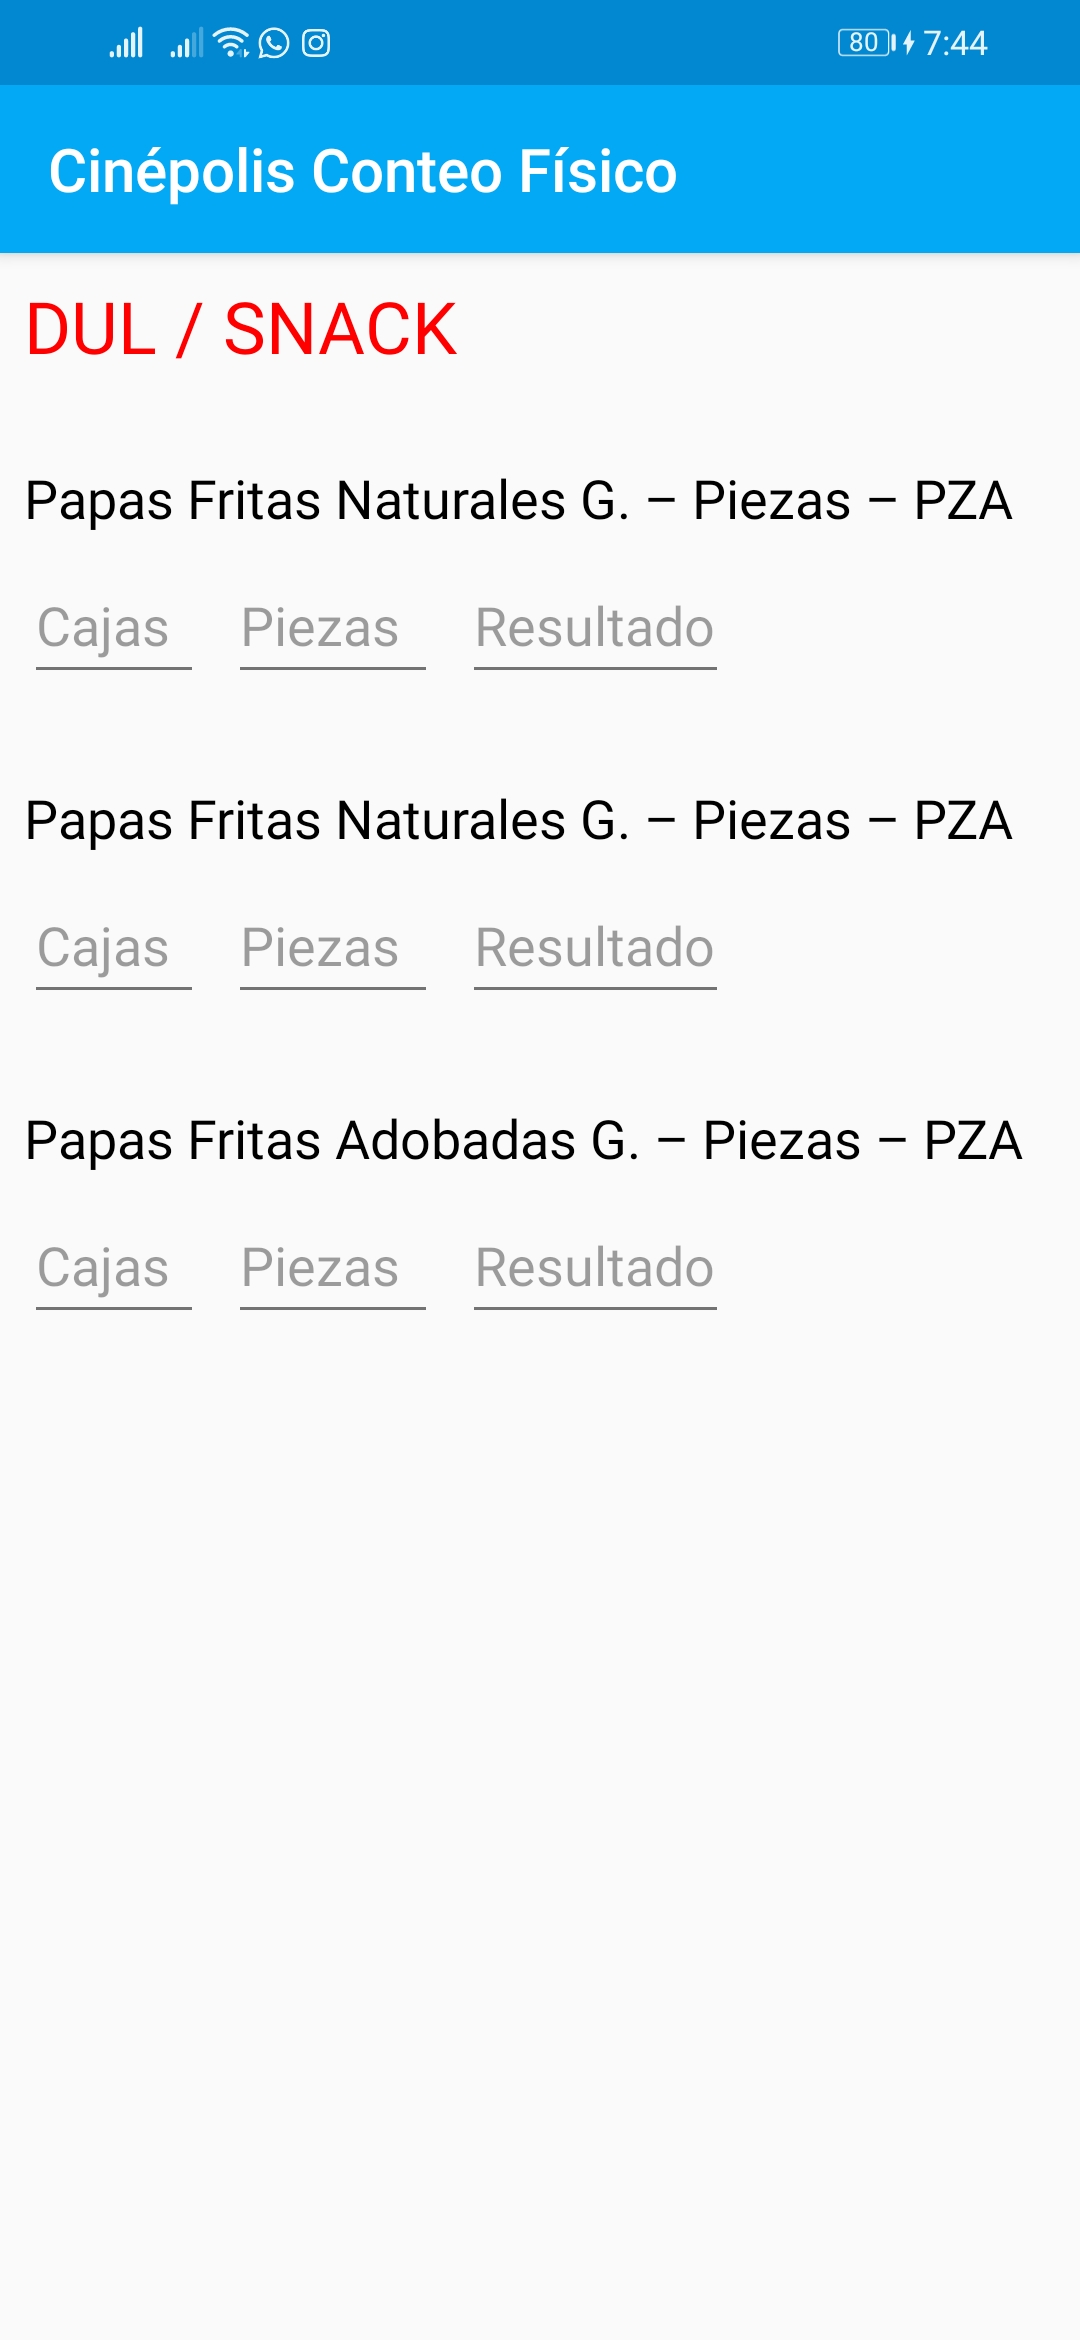 80 7:44
Cinépolis Conteo Físico
DUL / SNACK
Papas Fritas Naturales G. – Piezas – PZA
Cajas Piezas Resultado
Papas Fritas Naturales G. – Piezas – PZA
Cajas Piezas Resultado
Papas Fritas Adobadas G. – Piezas – PZA
Cajas Piezas Resultado